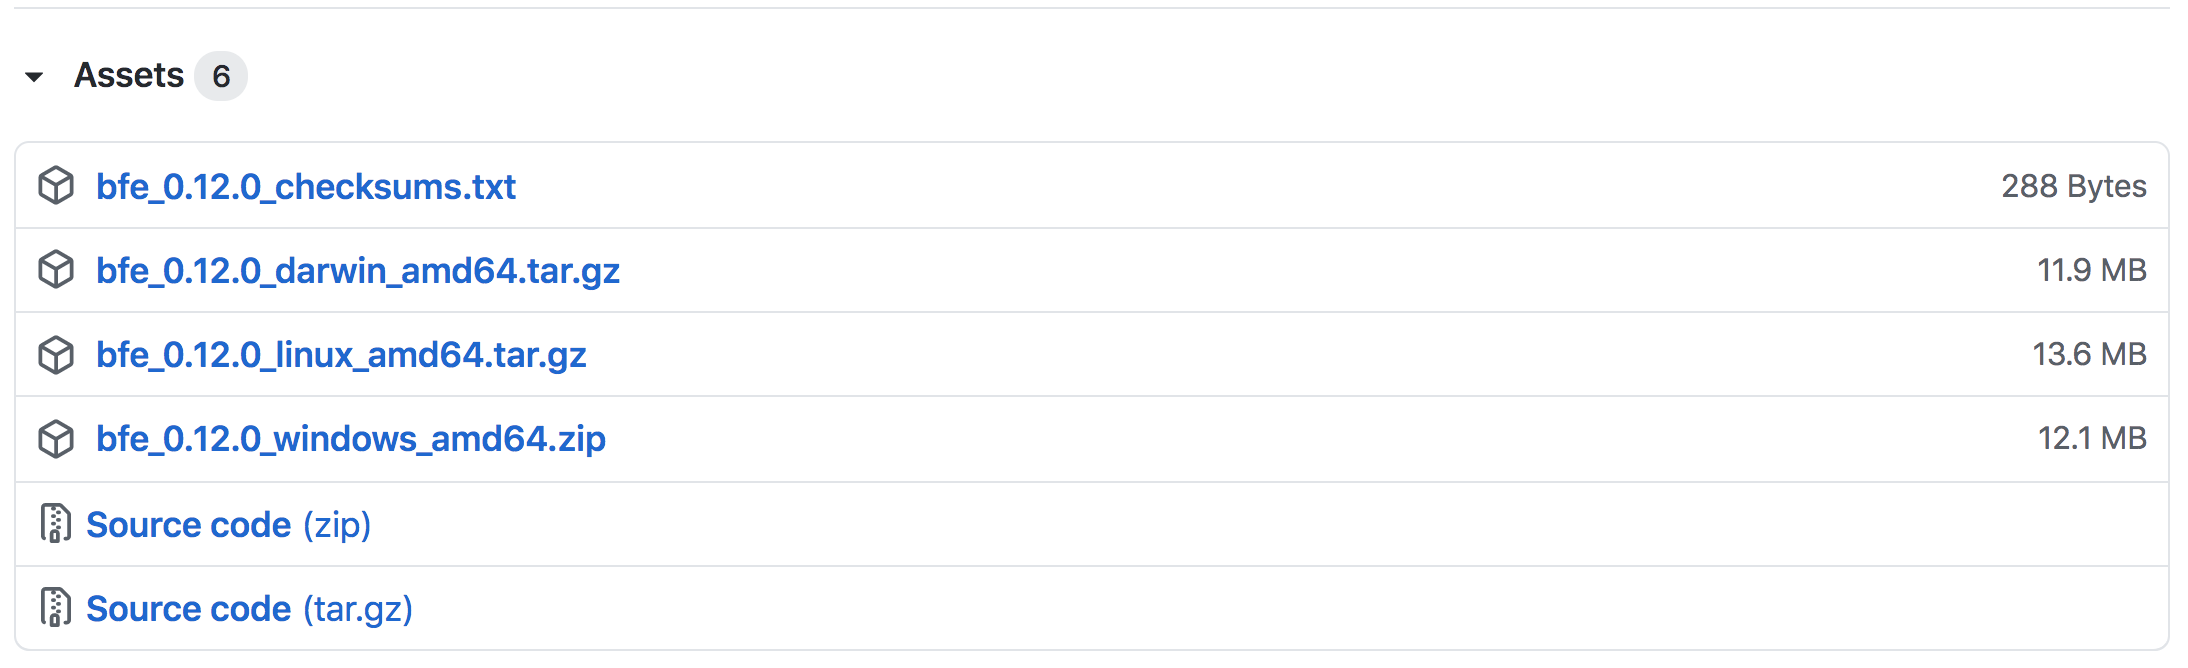 Assets 6
bfe_0.12.0_checksums.txt 288 Bytes
bfe_0.12.0_darwin_amd64.tar.gz 11.9 MB
bfe_0.12.0_linux_amd64.tar.gz 13.6 MB
bfe_0.12.0_windows_amd64.zip 12.1 MB
Source code (zip)
Source code (tar.gz)